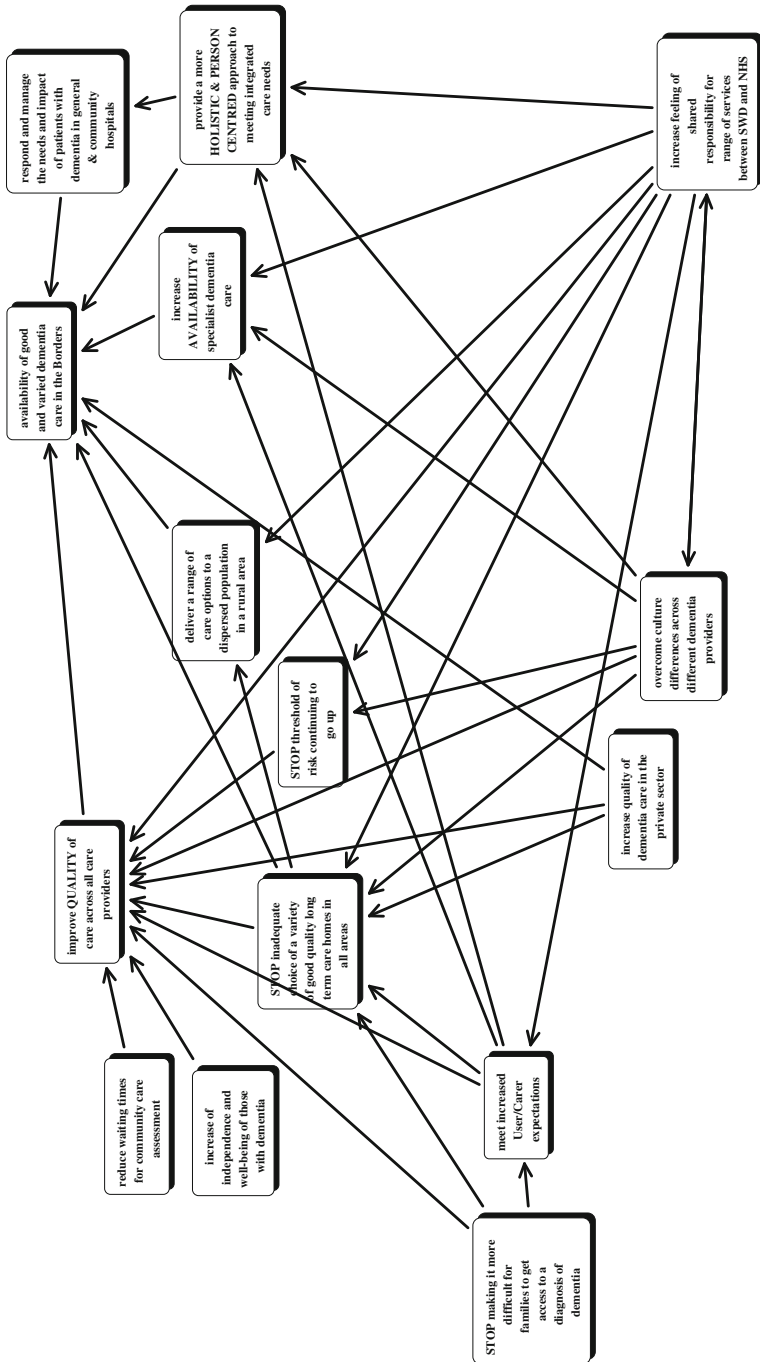 respond and manage
the needs and impact
of patients with
dementia in general
& community
hospitals
provide a more
HOLISTIC & PERSON
CENTRED approach to
meeting integrated
care needs
increase feeling of
shared
responsibility for
range of services
between SWD and NHS
availability of good
and varied dementia
care in the Borders
increase
AVAILABILITY of
specialist dementia
care
deliver a range of
care options to a
dispersed population
in a rural area
STOP threshold of
risk continuing to
go up
overcome culture
differences across
different dementia
providers
increase quality of
dementia care in the
private sector
improve QUALITY of
care across all care
providers
STOP inadequate
choice of a variety
of good quality long
term care homes in
all areas
reduce waiting times
for community care
assessment
increase of
independence and
well-being of those
with dementia
meet increased
User/Carer
expectations
STOP making it more
difficult for
families to get
access to a
diagnosis of
dementia